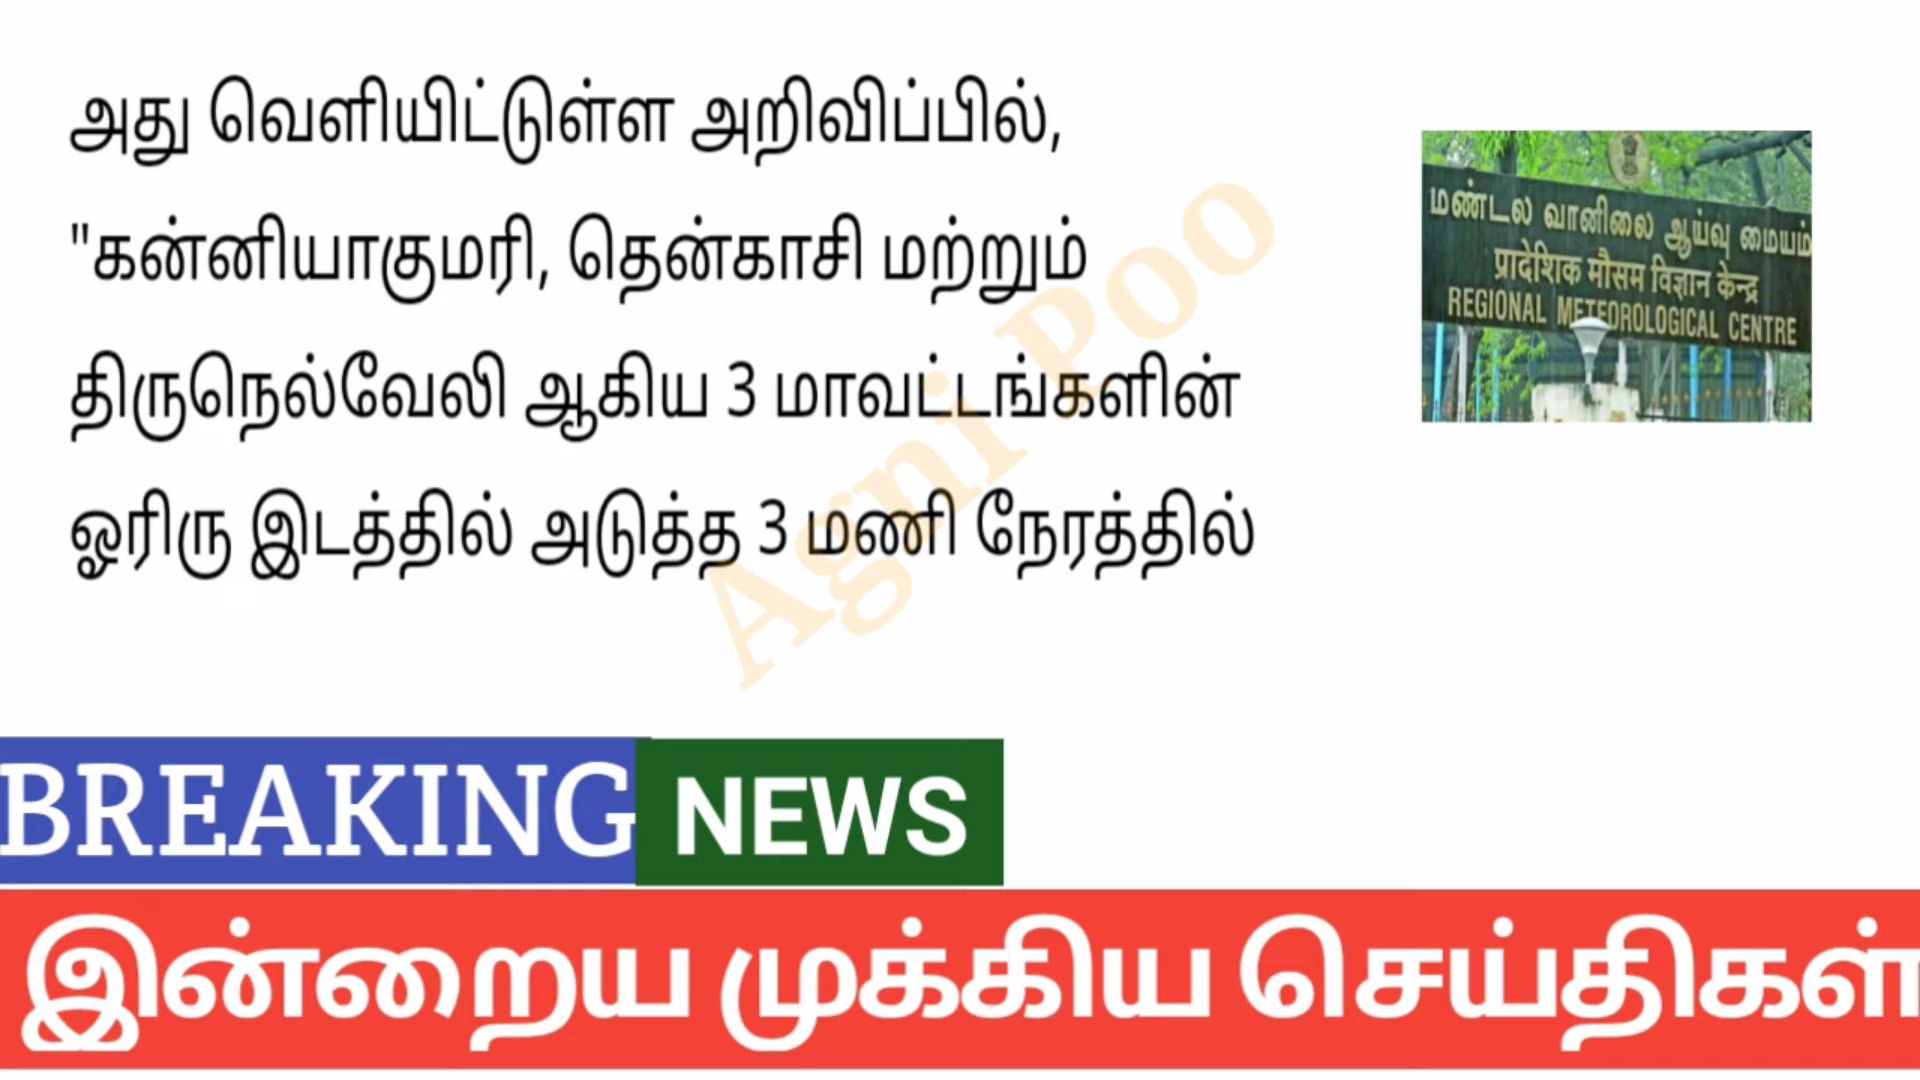 அது வெளியிட்டுள்ள அறிவிப்பில்,
"கன்னியாகுமரி, தென்காசி மற்றும்
திருநெல்வேலி ஆகிய 3 மாவட்டங்களின்
ஓரிரு இடத்தில் அடுத்த 3 மணி நேரத்தில்
மண்டல வானிலை ஆய்வு மையம்
प्रादेशिक मौसम विज्ञान केन्द्र
REGIONAL METEOROLOGICAL CENTRE
Agni Poo
BREAKING NEWS
இன்றைய முக்கிய செய்திகள்